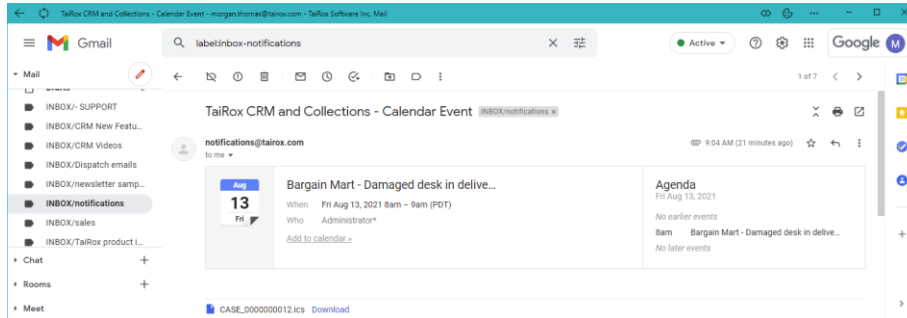 TaiRox CRM and Collections - Calendar Event - morgan.thomas@tairox.com - TaiRox Software Inc. Mail
Gmail
label:inbox-notifications
Active
Google
M
Mail
Drafts
INBOX/- SUPPORT
INBOX/CRM New Featu...
INBOX/CRM Videos
INBOX/Dispatch emails
INBOX/newsletter samp...
INBOX/notifications
INBOX/sales
INBOX/TaiRox product i...
Chat
Rooms
Meet
1 of 7
TaiRox CRM and Collections - Calendar Event INBOX/notifications x
notifications@tairox.com
9:04 AM (21 minutes ago)
to me
Aug
13
Fri
Bargain Mart - Damaged desk in delive...
When Fri Aug 13, 2021 8am – 9am (PDT)
Who Administrator*
Add to calendar »
Agenda
Fri Aug 13, 2021
No earlier events
8am Bargain Mart - Damaged desk in delive...
No later events
CASE_0000000012.ics Download